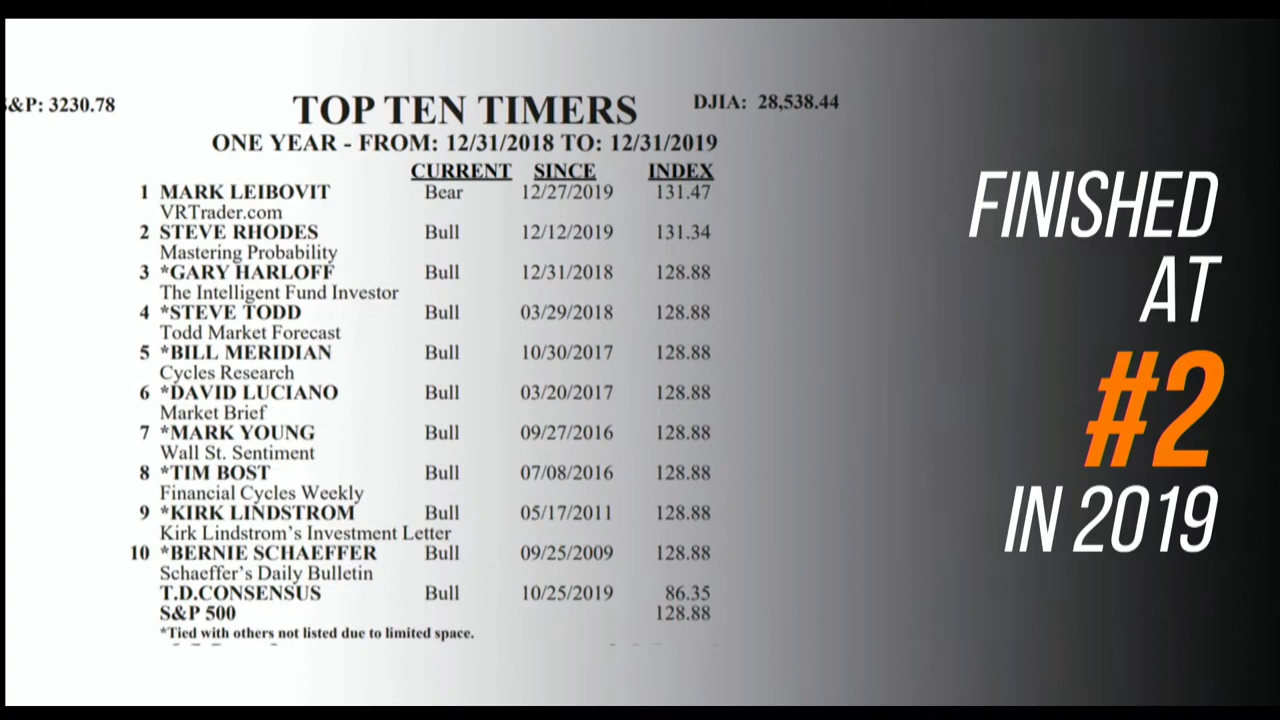 &P: 3230.78
TOP TEN TIMERS
DJIA: 28,538.44
ONE YEAR - FROM: 12/31/2018 TO: 12/31/2019
CURRENT SINCE INDEX
1 MARK LEIBOVIT Bear 12/27/2019 131.47
VRTrader.com
2 STEVE RHODES Bull 12/12/2019 131.34
Mastering Probability
3 *GARY HARLOFF Bull 12/31/2018 128.88
The Intelligent Fund Investor
4 *STEVE TODD Bull 03/29/2018 128.88
Todd Market Forecast
5 *BILL MERIDIAN Bull 10/30/2017 128.88
Cycles Research
6 *DAVID LUCIANO Bull 03/20/2017 128.88
Market Brief
7 *MARK YOUNG Bull 09/27/2016 128.88
Wall St. Sentiment
8 *TIM BOST Bull 07/08/2016 128.88
Financial Cycles Weekly
9 *KIRK LINDSTROM Bull 05/17/2011 128.88
Kirk Lindstrom's Investment Letter
10 *BERNIE SCHAEFFER Bull 09/25/2009 128.88
Schaeffer's Daily Bulletin
T.D.CONSENSUS Bull 10/25/2019 86.35
S&P 500 128.88
*Tied with others not listed due to limited space.
FINISHED
AT
#2
IN 2019